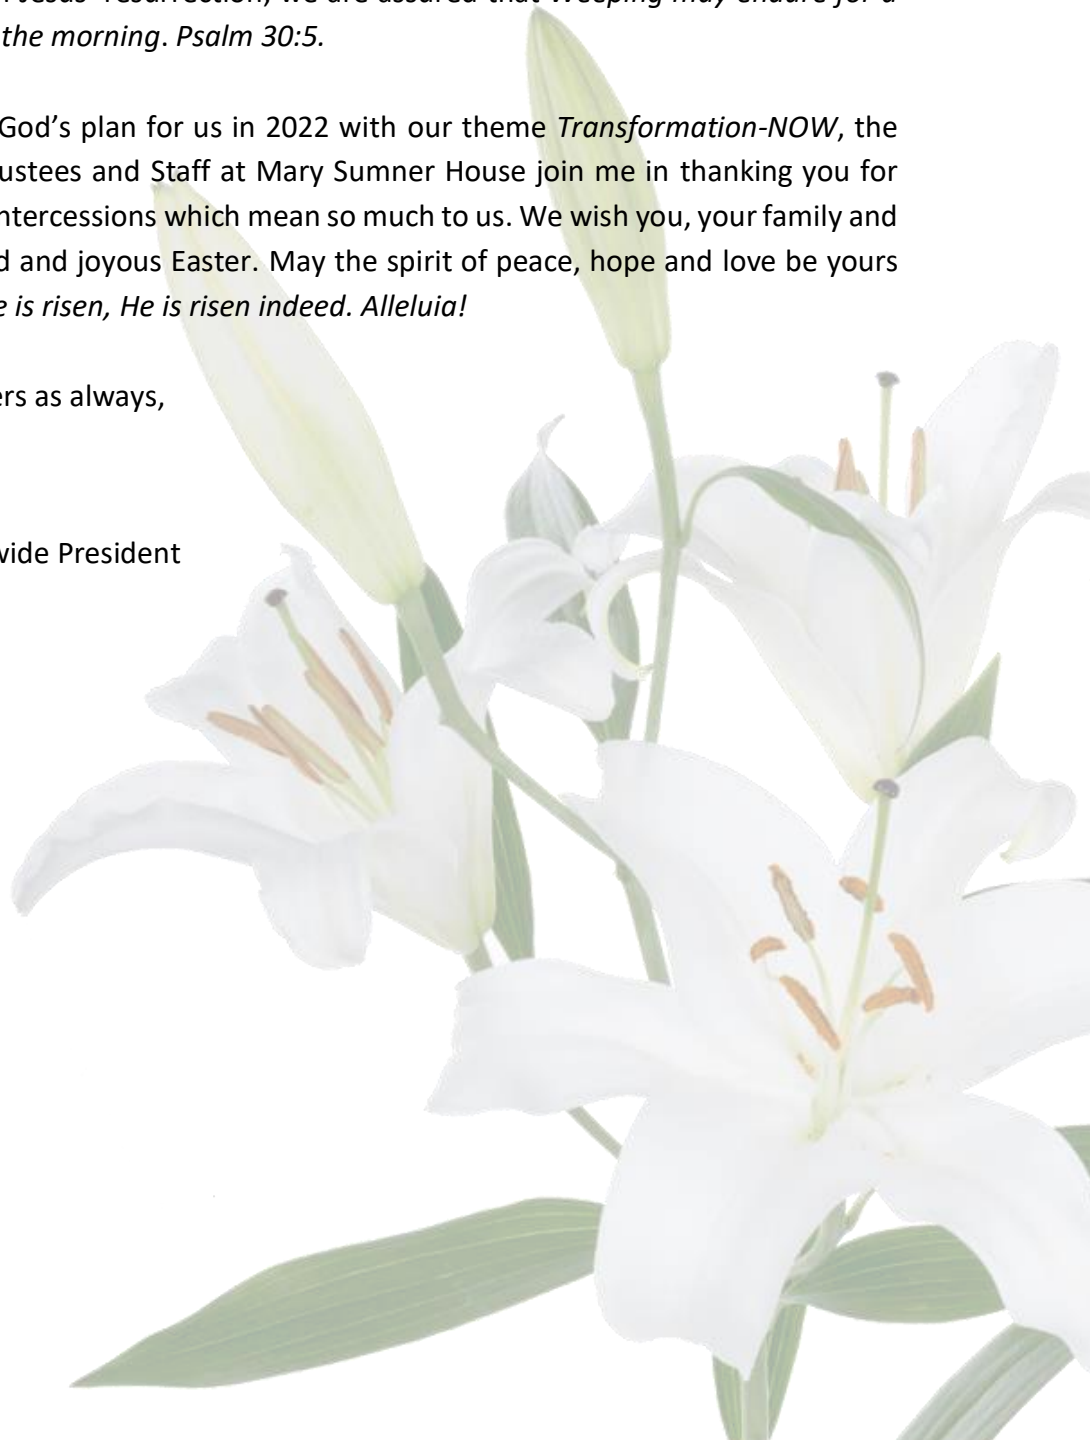 Jesus' resurrection, we are assured that Weeping may endure for a
the morning. Psalm 30:5.
God's plan for us in 2022 with our theme Transformation-NOW, the
ustees and Staff at Mary Sumner House join me in thanking you for
ntercessions which mean so much to us. We wish you, your family and
d and joyous Easter. May the spirit of peace, hope and love be yours
e is risen, He is risen indeed. Alleluia!
ers as always,
wide President